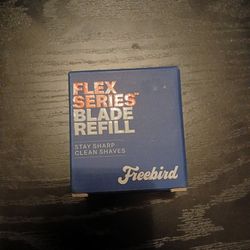 FLEX
SERIES™
BLADE
REFILL
STAY SHARP
CLEAN SHAVES
Freebird